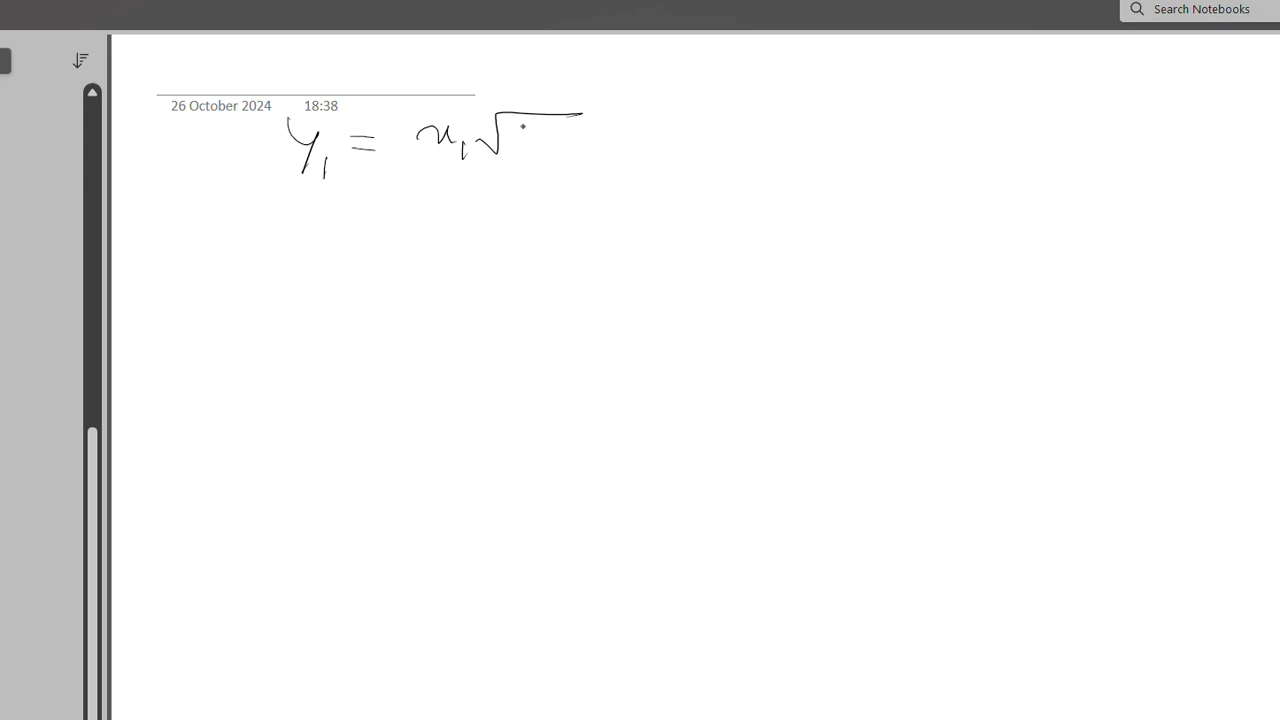 Search Notebooks
26 October 2024 18:38
y₁ = x₁√